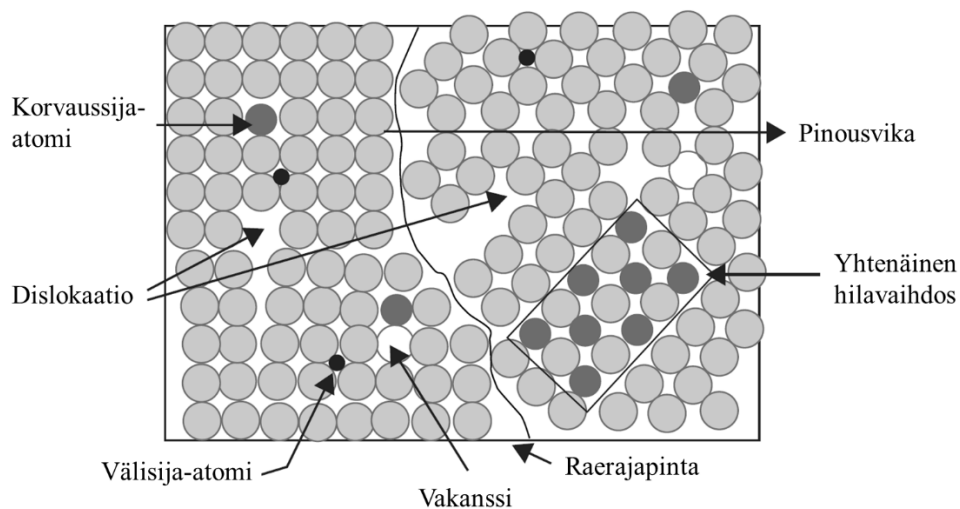 Korvaussija-
atomi
Pinousvika
Dislokaatio
Yhtenäinen
hilavaihdos
Välisija-atomi
Vakanssi
Raerajapinta